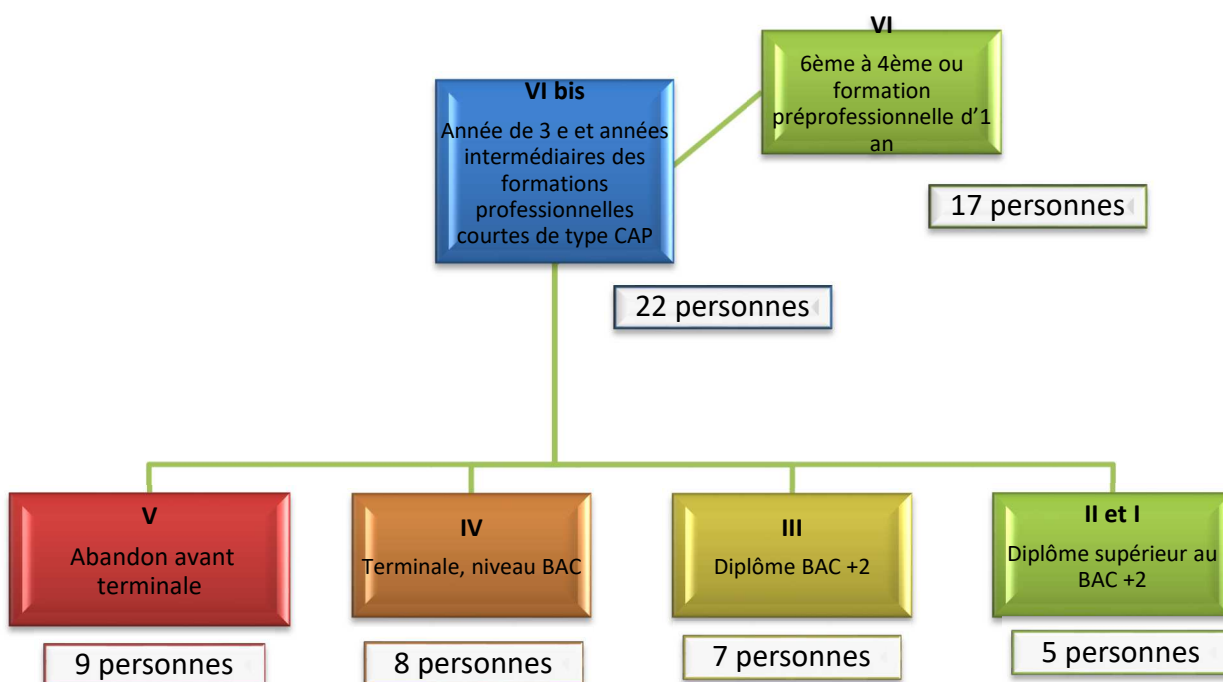 VI
6ème à 4ème ou
formation
préprofessionnelle d’1
an
17 personnes
VI bis
Année de 3 e et années
intermédiaires des
formations
professionnelles
courtes de type CAP
22 personnes
V
Abandon avant
terminale
9 personnes
IV
Terminale, niveau BAC
8 personnes
III
Diplôme BAC +2
7 personnes
II et I
Diplôme supérieur au
BAC +2
5 personnes